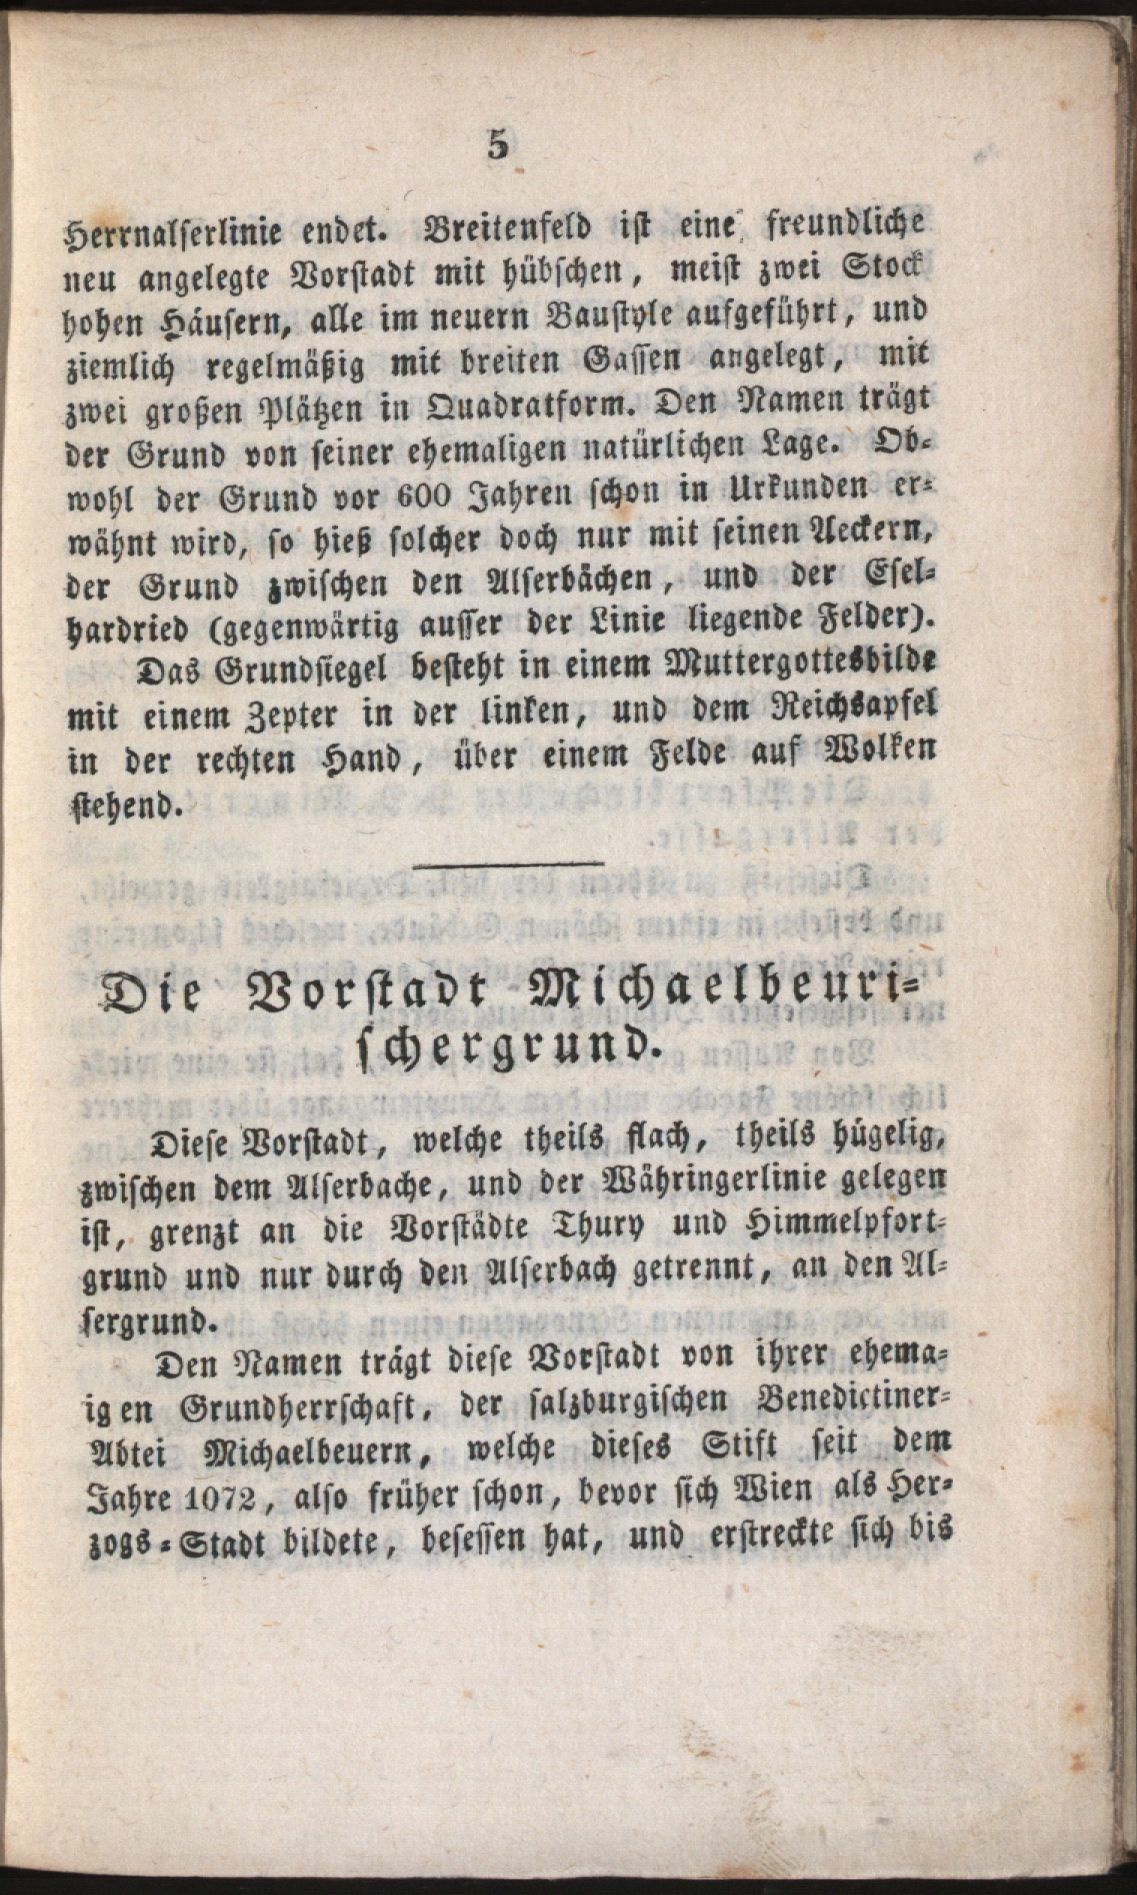 5
Herrnalserlinie endet. Breitenfeld ist eine freundliche
neu angelegte Vorstadt mit hübschen, meist zwei Stock
hohen Häusern, alle im neuern Baustyle aufgeführt, und
ziemlich regelmäßig mit breiten Gassen angelegt, mit
zwei großen Plätzen in Quadratform. Den Namen trägt
der Grund von seiner ehemaligen natürlichen Lage. Ob-
wohl der Grund vor 600 Jahren schon in Urkunden er-
wähnt wird, so hieß solcher doch nur mit seinen Aeckern,
der Grund zwischen den Alserbächen, und der Esel-
hardried (gegenwärtig ausser der Linie liegende Felder).
Das Grundsiegel besteht in einem Muttergottesbilde
mit einem Zepter in der linken, und dem Reichsapfel
in der rechten Hand, über einem Felde auf Wolken
stehend.
Die Vorstadt Michaelbeuri-
schergrund.
Diese Vorstadt, welche theils flach, theils hügelig,
zwischen dem Alserbache, und der Währingerlinie gelegen
ist, grenzt an die Vorstädte Thury und Himmelpfort-
grund und nur durch den Alserbach getrennt, an den Al-
sergrund.
Den Namen trägt diese Vorstadt von ihrer ehema-
igen Grundherrschaft, der salzburgischen Benedictiner-
Abtei Michaelbeuern, welche dieses Stift seit dem
Jahre 1072, also früher schon, bevor sich Wien als Her-
zogs-Stadt bildete, besessen hat, und erstreckte sich bis